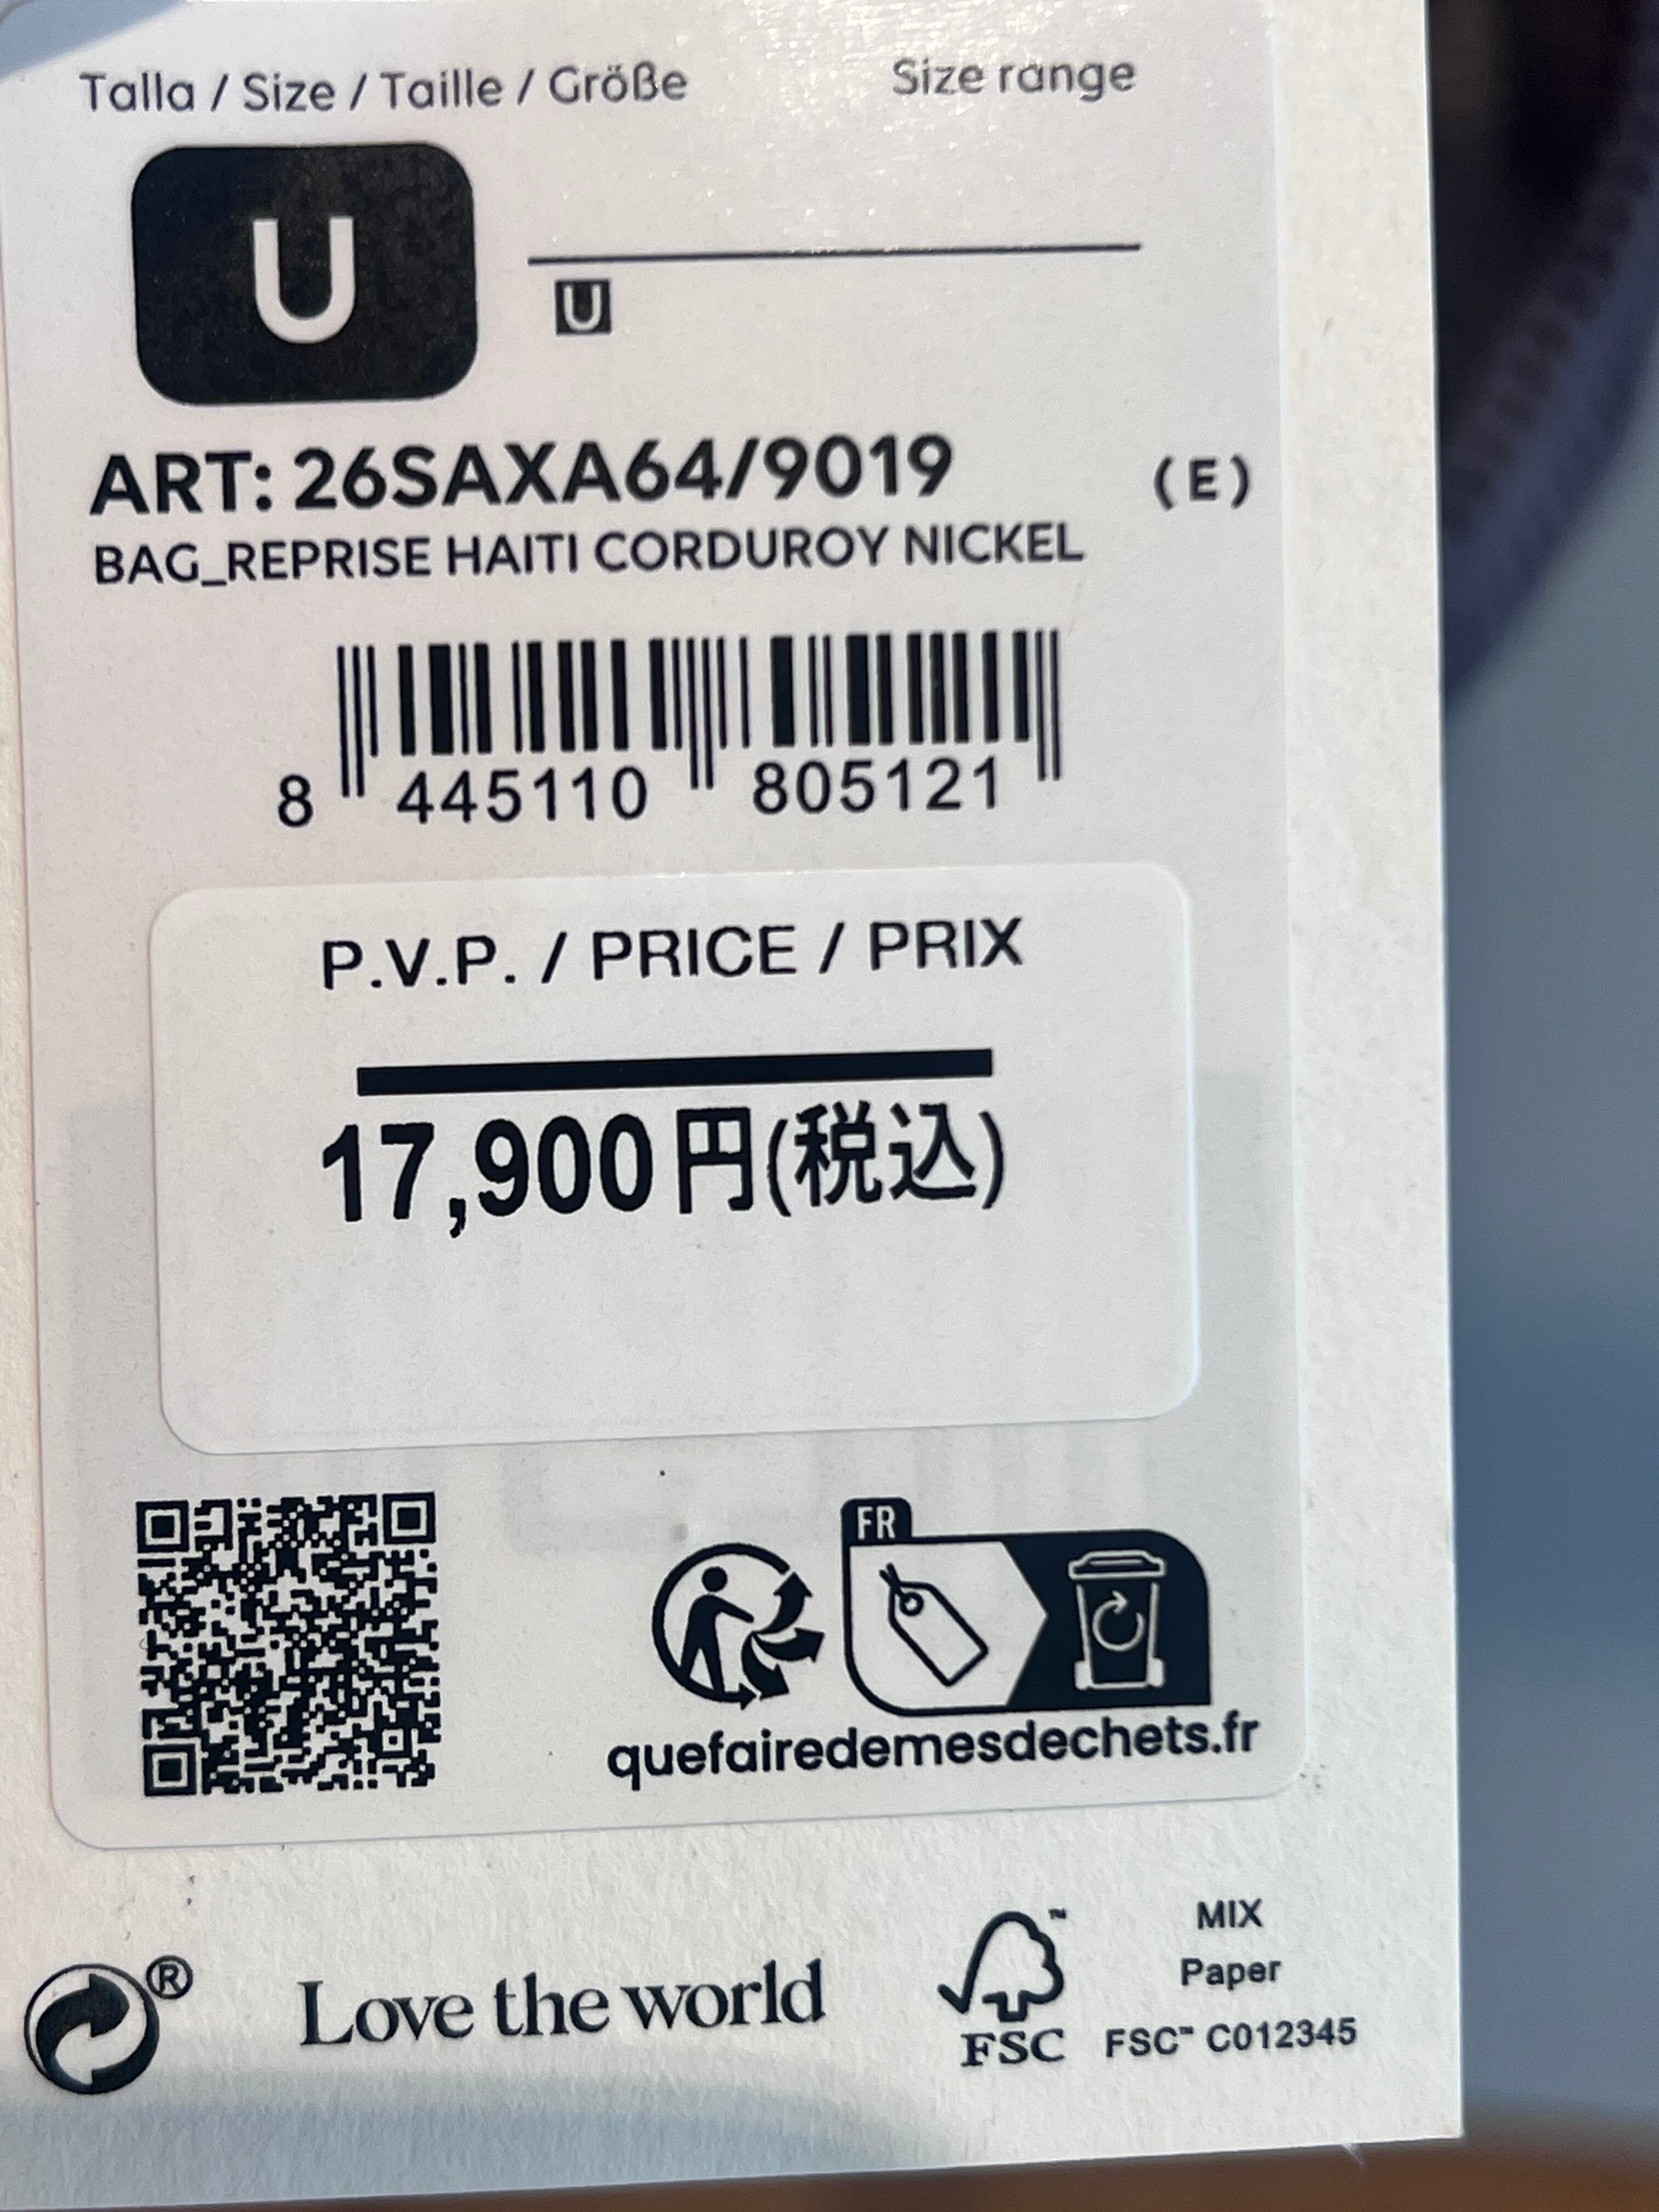 Talla / Size / Taille / Größe
Size range
U
U
ART: 26SAXA64/9019
(E)
BAG_REPRISE HAITI CORDUROY NICKEL
8 445110 805121
P.V.P. / PRICE / PRIX
17,900円(税込)
FR
quefairedemesdechets.fr
® Love the world
™
FSC
MIX
Paper
FSC™ C012345